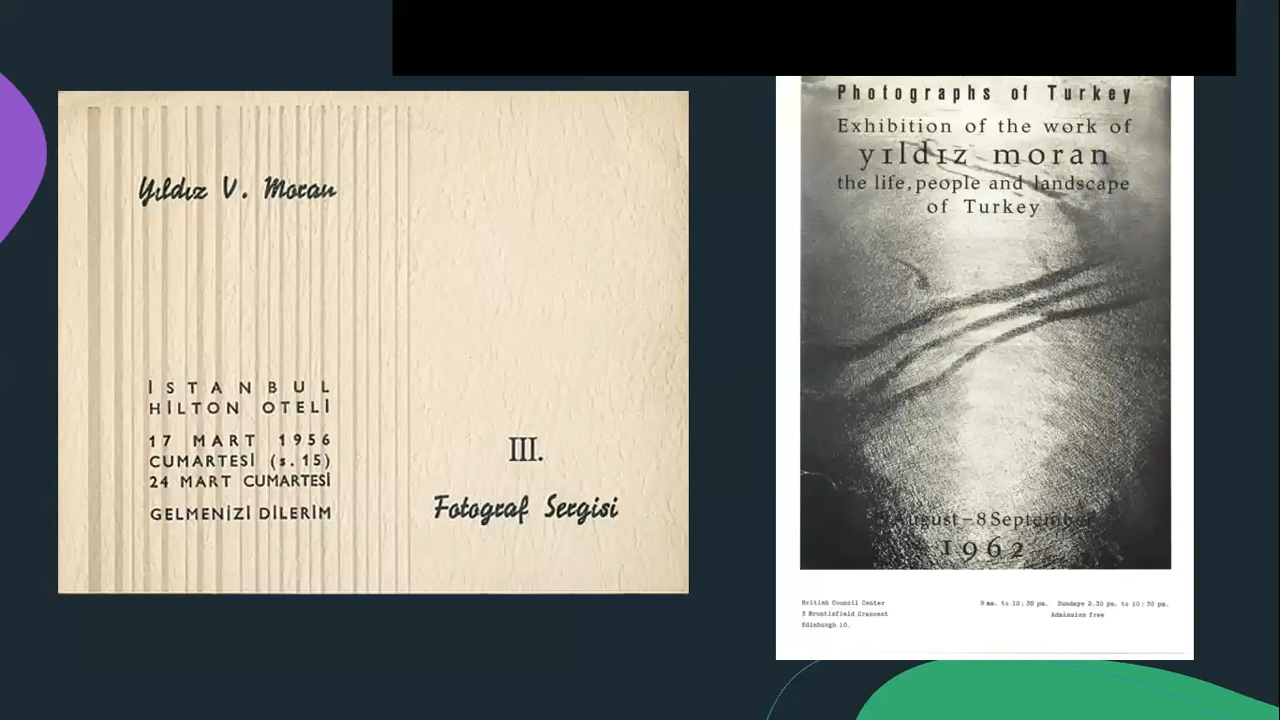 Yıldız V. Moran
İSTANBUL
HİLTON OTELİ
17 MART 1956
CUMARTESİ (s.15)
24 MART CUMARTESİ
GELMENİZİ DİLERİM
III.
Fotograf Sergisi
Photographs of Turkey
Exhibition of the work of
yıldız moran
the life, people and landscape
of Turkey
August – 8 September
1962
British Council Center
3 Bruntisfield Crescent
Edinburgh 10.
9 am. to 10:30 pm. Sundays 2.30 pm. to 10:30 pm.
Admission free